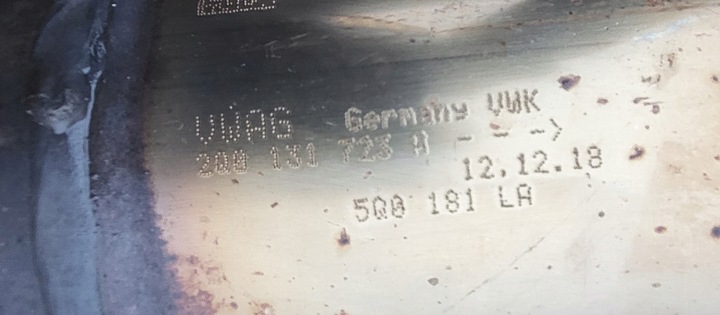 VWAG Germany VWK
2Q0 131 723 H - - ->
12.12.18
5Q0 181 LA